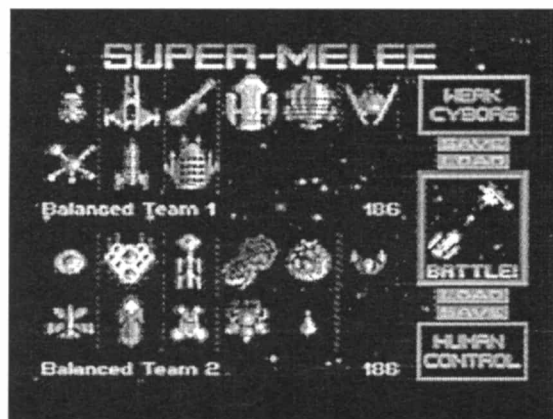 SUPER-MELEE
WEAK
CYBORG
SAVE
LOAD
Balanced Team 1 186
BATTLE!
LOAD
SAVE
HUMAN
CONTROL
Balanced Team 2 186